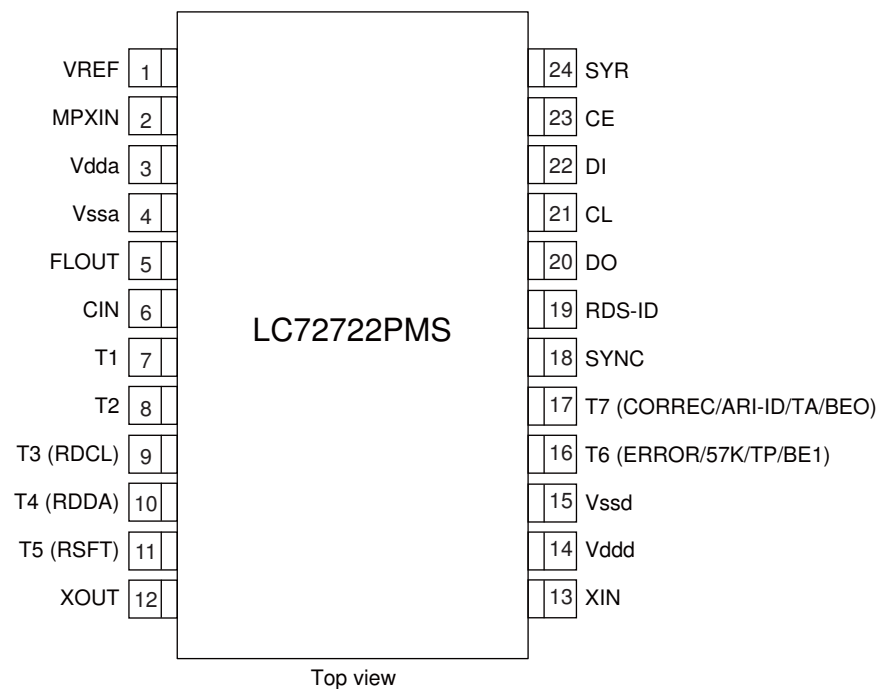 VREF 1
MPXIN 2
Vdda 3
Vssa 4
FLOUT 5
CIN 6
T1 7
T2 8
T3 (RDCL) 9
T4 (RDDA) 10
T5 (RSFT) 11
XOUT 12
LC72722PMS
24 SYR
23 CE
22 DI
21 CL
20 DO
19 RDS-ID
18 SYNC
17 T7 (CORREC/ARI-ID/TA/BEO)
16 T6 (ERROR/57K/TP/BE1)
15 Vssd
14 Vddd
13 XIN
Top view